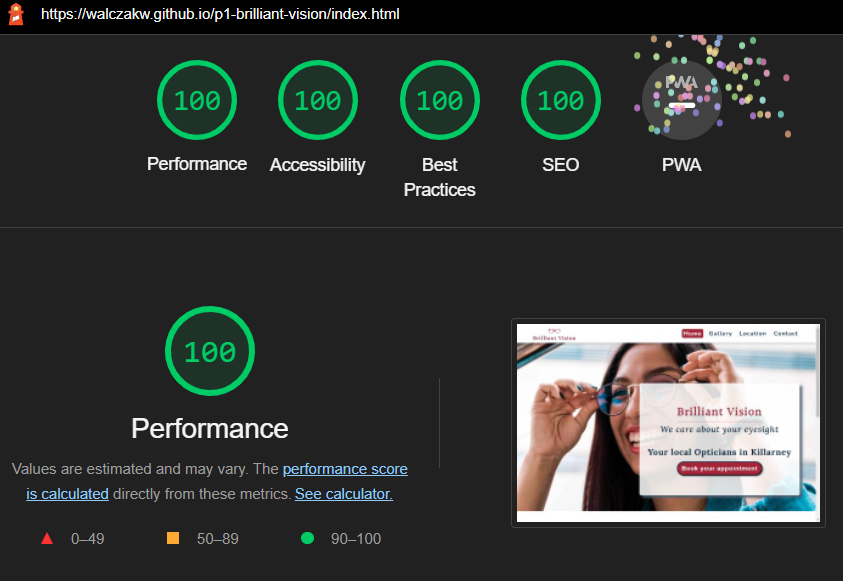 https://walczakw.github.io/p1-brilliant-vision/index.html
100 100 100 100 PWA
Performance Accessibility Best Practices SEO PWA
100
Performance
Values are estimated and may vary. The performance score
is calculated directly from these metrics. See calculator.
0–49 50–89 90–100
Brilliant Vision
Home Gallery Location Contact
Brilliant Vision
We care about your eyesight
Your local Opticians in Killarney
Book your appointment